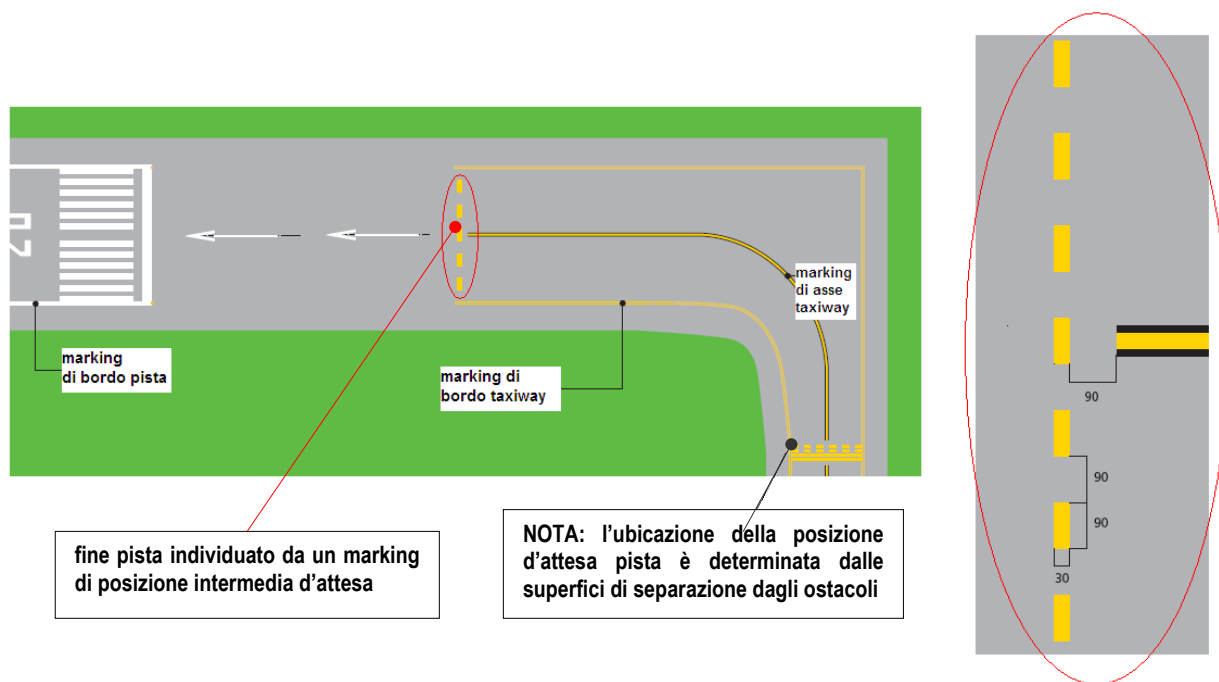 marking
di bordo pista
marking di
bordo taxiway
marking
di asse
taxiway
fine pista individuato da un marking
di posizione intermedia d'attesa
NOTA: l'ubicazione della posizione
d'attesa pista è determinata dalle
superfici di separazione dagli ostacoli
90
90
90
30